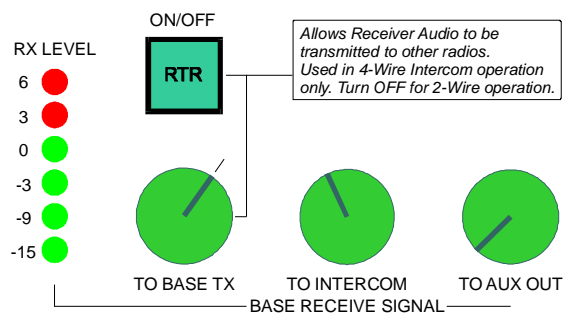 ON/OFF
RX LEVEL
RTR
Allows Receiver Audio to be
transmitted to other radios.
Used in 4-Wire Intercom operation
only. Turn OFF for 2-Wire operation.
6
3
0
-3
-9
-15
TO BASE TX
TO INTERCOM
TO AUX OUT
BASE RECEIVE SIGNAL